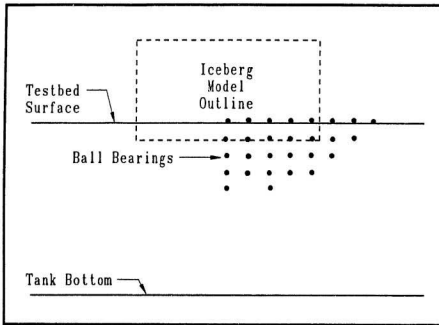 Iceberg
Model
Outline
Testbed
Surface
Ball Bearings
Tank Bottom